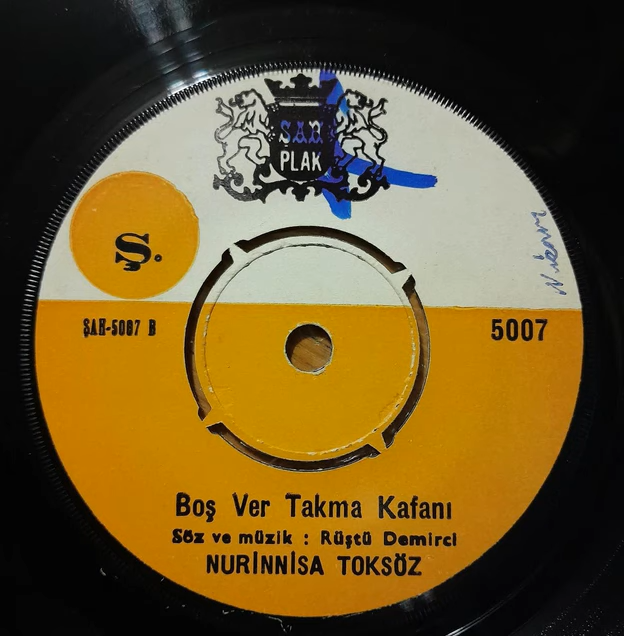 ŞAH
PLAK
Ş.
ŞAH-5007 B
5007
Boş Ver Takma Kafanı
Söz ve müzik : Rüştü Demirci
NURİNNİSA TOKSÖZ